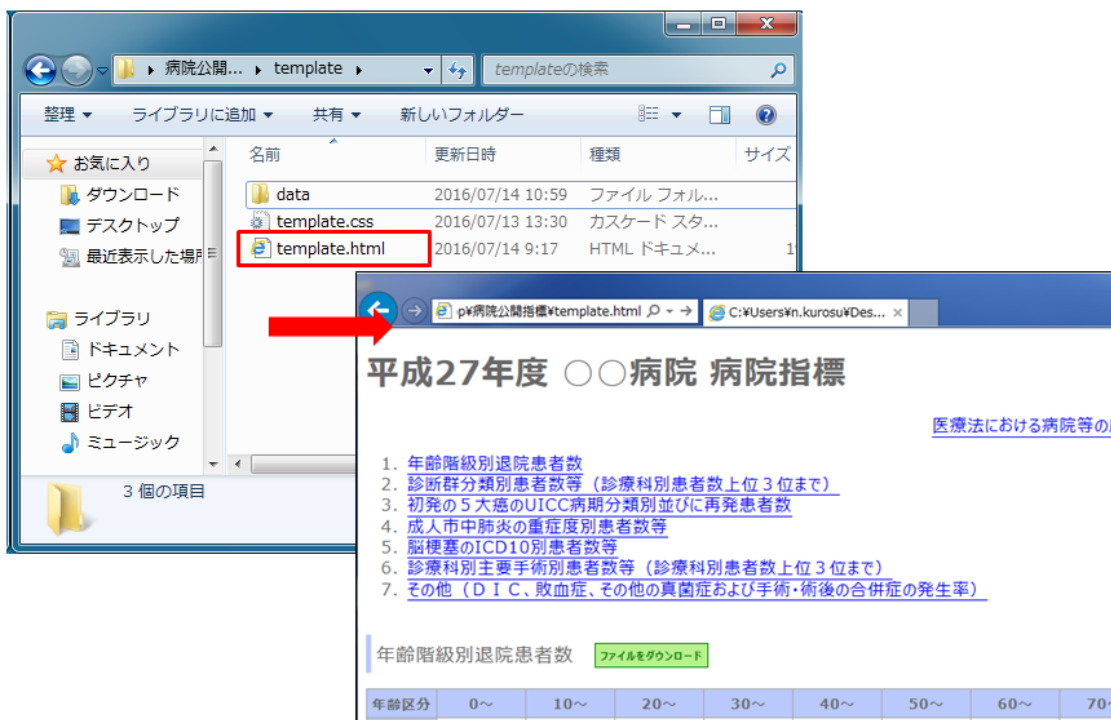 病院公開... ▸ template ▸
templateの検索
整理 ライブラリに追加 共有 新しいフォルダー
名前 更新日時 種類 サイズ
お気に入り
ダウンロード
デスクトップ
最近表示した場所
ライブラリ
ドキュメント
ピクチャ
ビデオ
ミュージック
data 2016/07/14 10:59 ファイル フォル...
template.css 2016/07/13 13:30 カスケード スタ...
template.html 2016/07/14 9:17 HTML ドキュメ... 1
3 個の項目
p¥病院公開指標¥template.html
C:¥Users¥n.kurosu¥Des...
平成27年度 ○○病院 病院指標
医療法における病院等の
1. 年齢階級別退院患者数
2. 診断群分類別患者数等（診療科別患者数上位３位まで）
3. 初発の５大癌のUICC病期分類別並びに再発患者数
4. 成人市中肺炎の重症度別患者数等
5. 脳梗塞のICD10別患者数等
6. 診療科別主要手術別患者数等（診療科別患者数上位３位まで）
7. その他（ＤＩＣ、敗血症、その他の真菌症および手術・術後の合併症の発生率）
年齢階級別退院患者数 ファイルをダウンロード
年齢区分 0～ 10～ 20～ 30～ 40～ 50～ 60～ 70